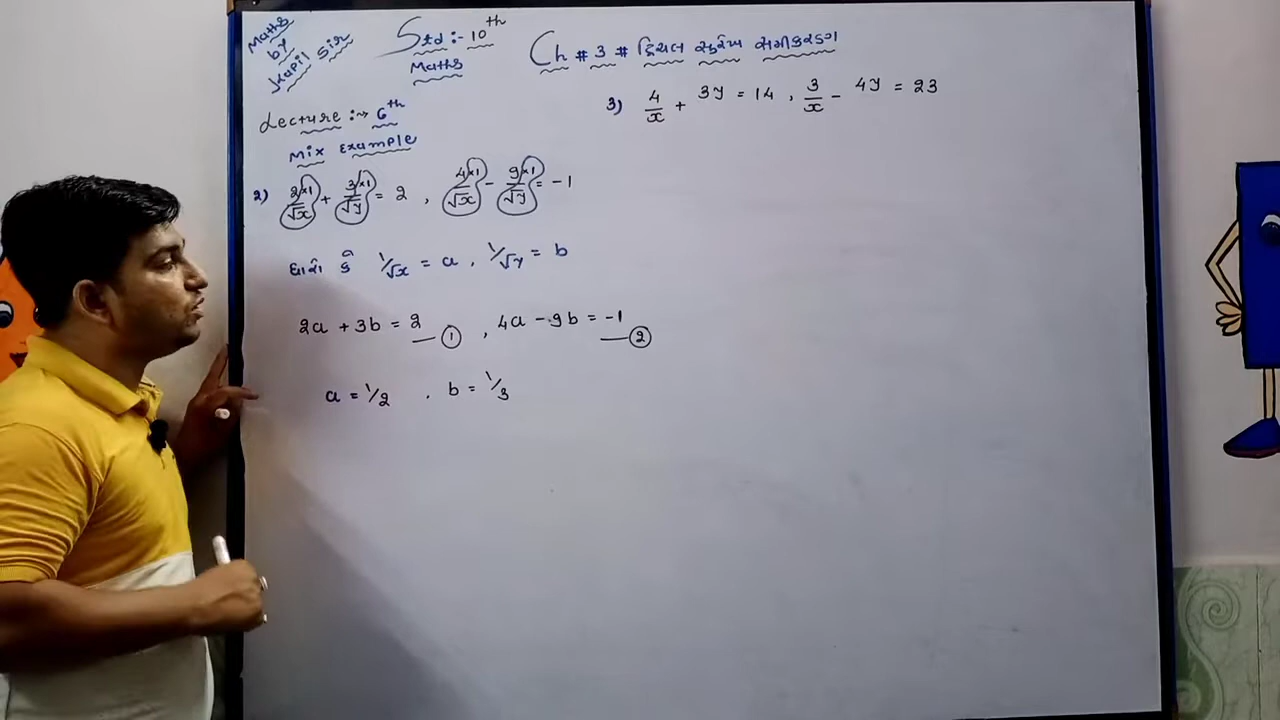 Maths
by
Kapil Sir
Std :- 10th
Maths
Ch # 3 # દ્વિચલ સુરેખ સમીકરણ
Lecture :→ 6th
Mix Example
2) 2×1/√x + 3×1/√y = 2 , 4×1/√x - 9×1/√y = -1
ધારો કે 1/√x = a , 1/√y = b
2a + 3b = 2 — ① , 4a - 9b = -1 — ②
a = 1/2 , b = 1/3
3) 4/x + 3y = 14 , 3/x - 4y = 23